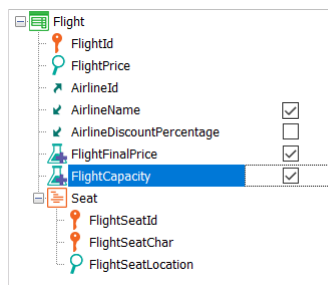 Flight
FlightId
FlightPrice
AirlineId
AirlineName
AirlineDiscountPercentage
FlightFinalPrice
FlightCapacity
Seat
FlightSeatId
FlightSeatChar
FlightSeatLocation